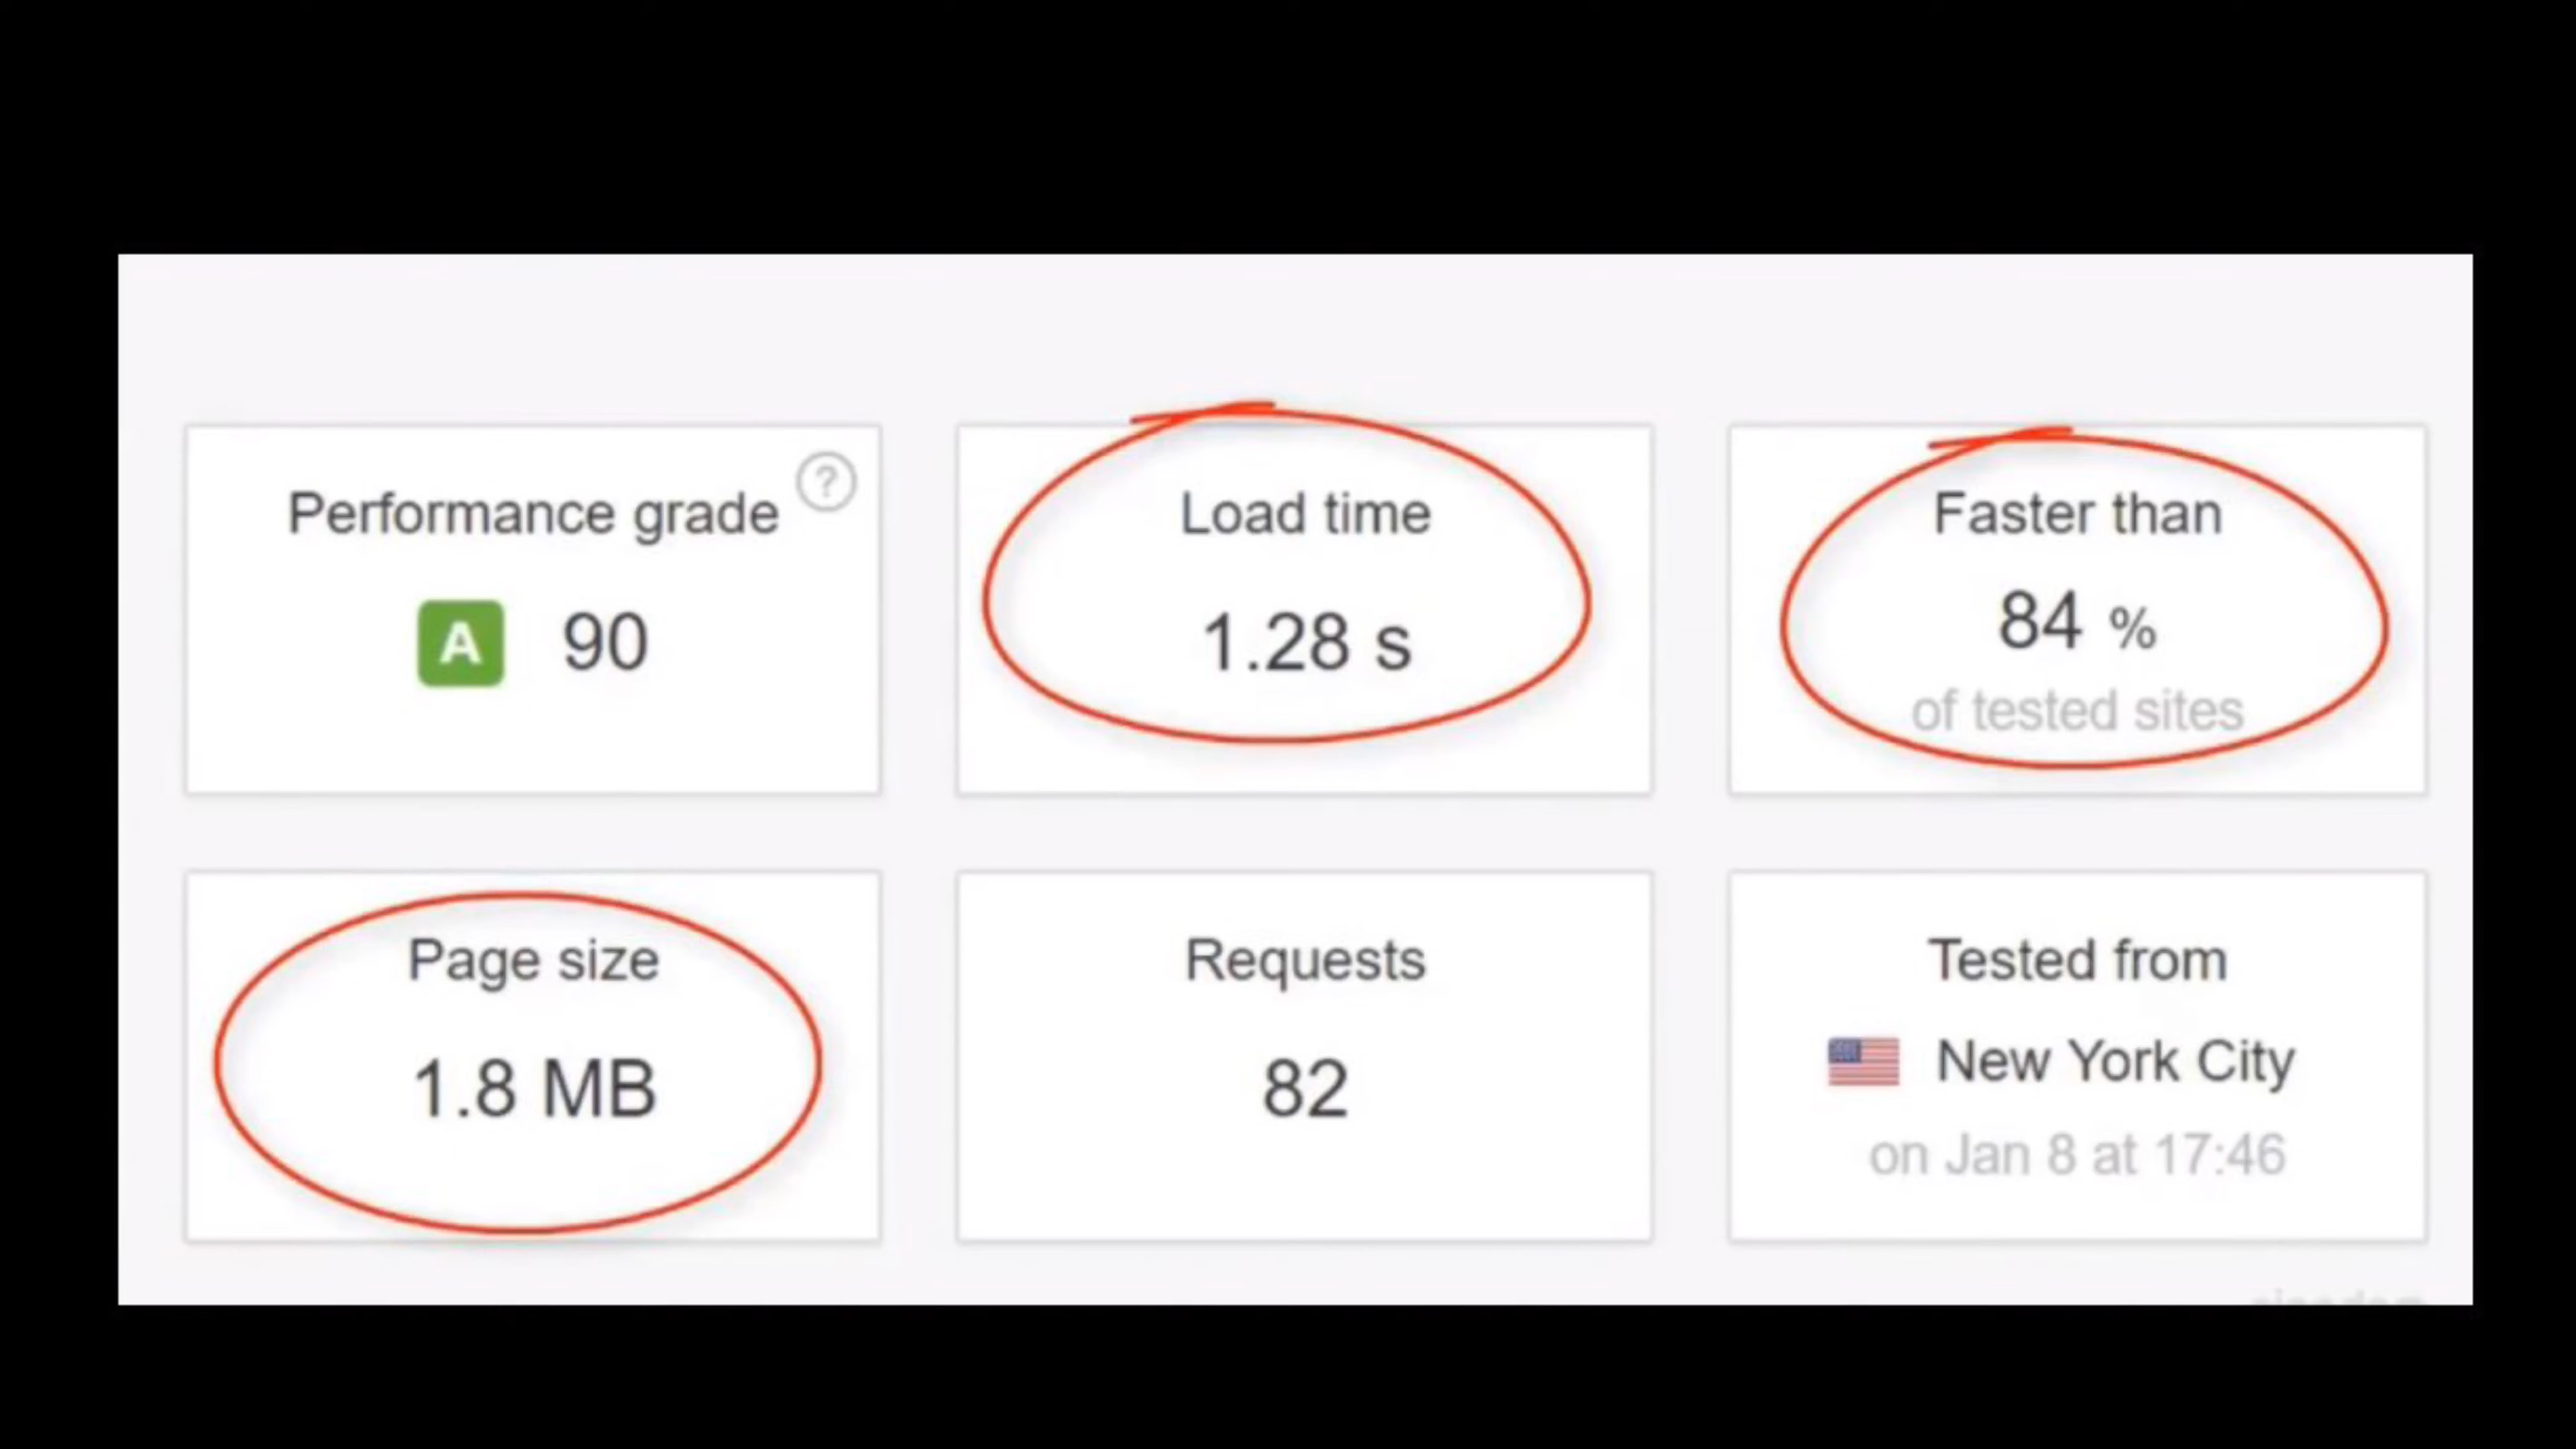 Performance grade
?
A 90
Load time
1.28 s
Faster than
84 %
of tested sites
Page size
1.8 MB
Requests
82
Tested from
New York City
on Jan 8 at 17:46